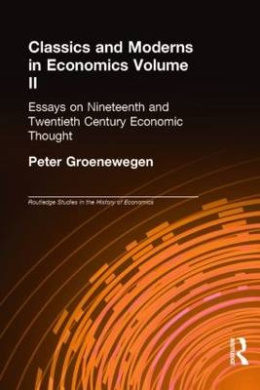 Classics and Moderns
in Economics Volume
II
Essays on Nineteenth and
Twentieth Century Economic
Thought
Peter Groenewegen
Routledge Studies in the History of Economics
R
Routledge